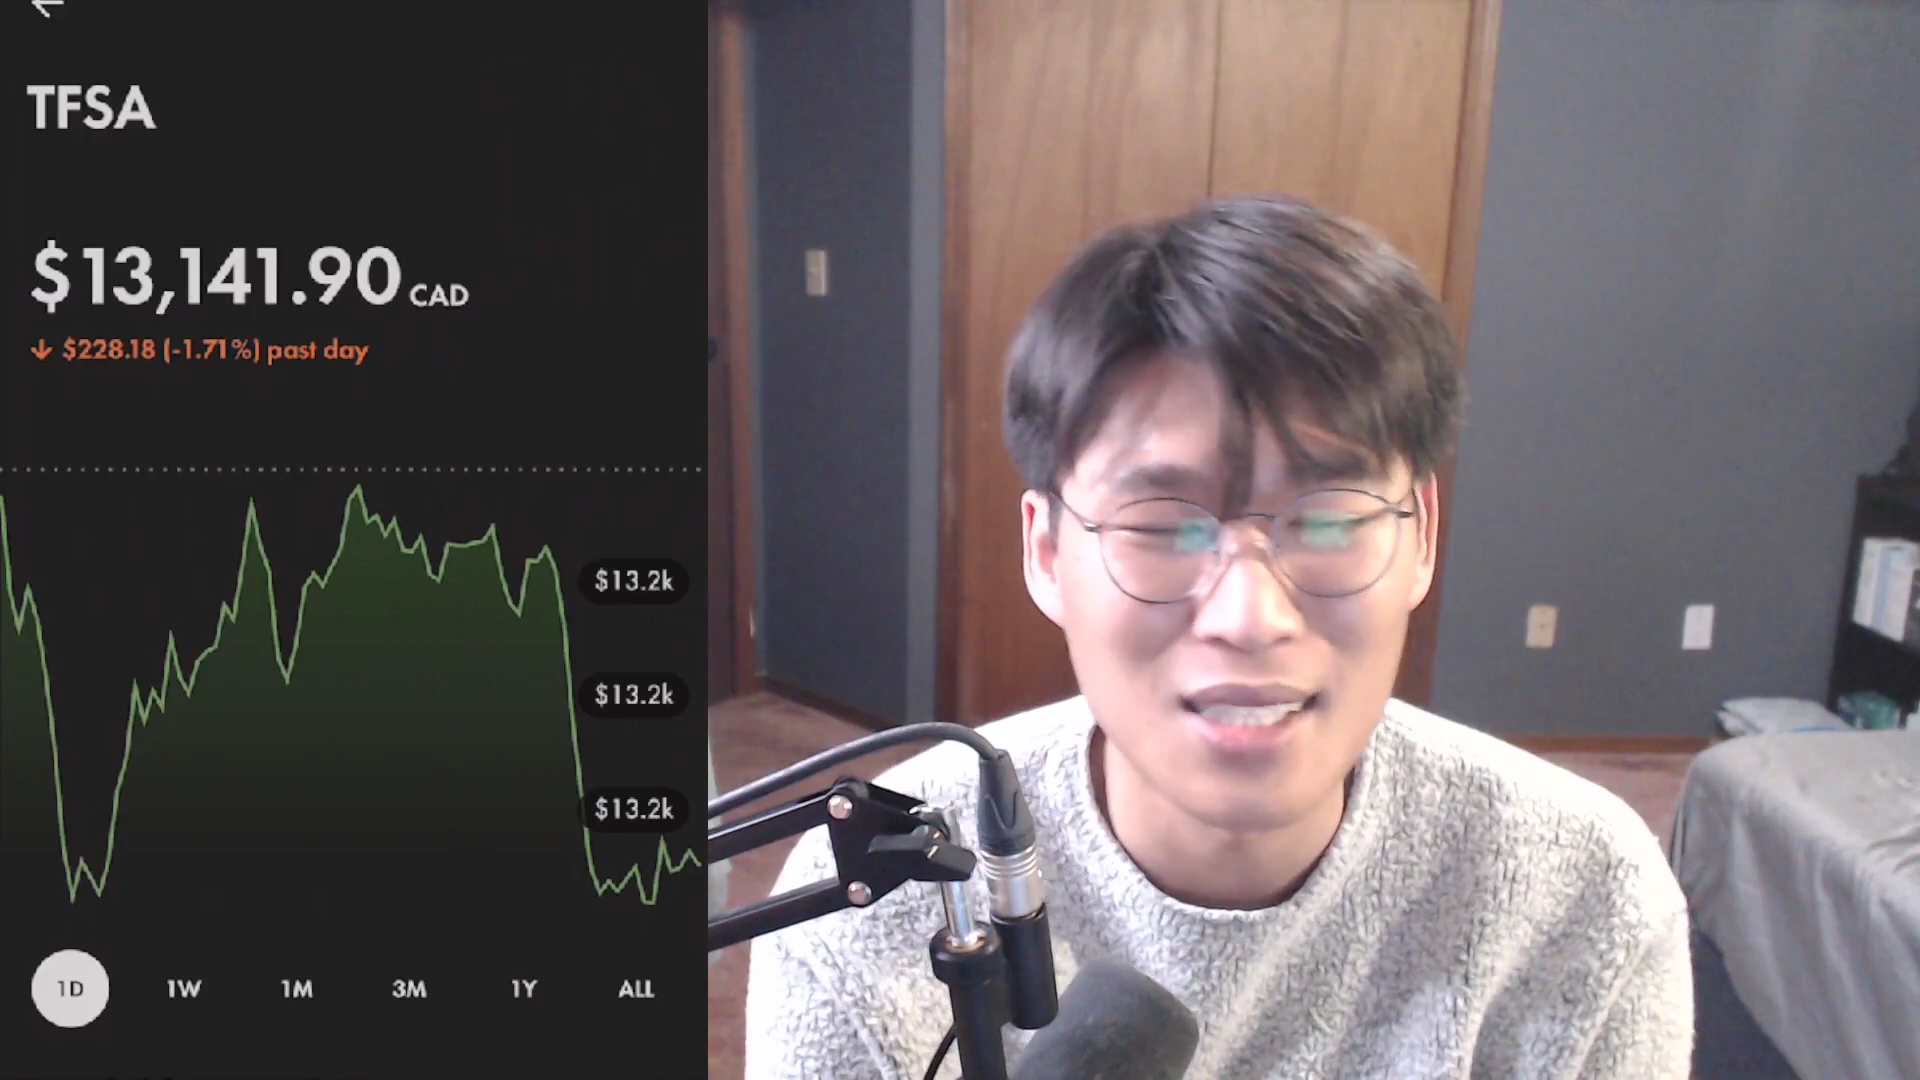 TFSA
$13,141.90 CAD
↓ $228.18 (-1.71%) past day
$13.2k
$13.2k
$13.2k
1D 1W 1M 3M 1Y ALL